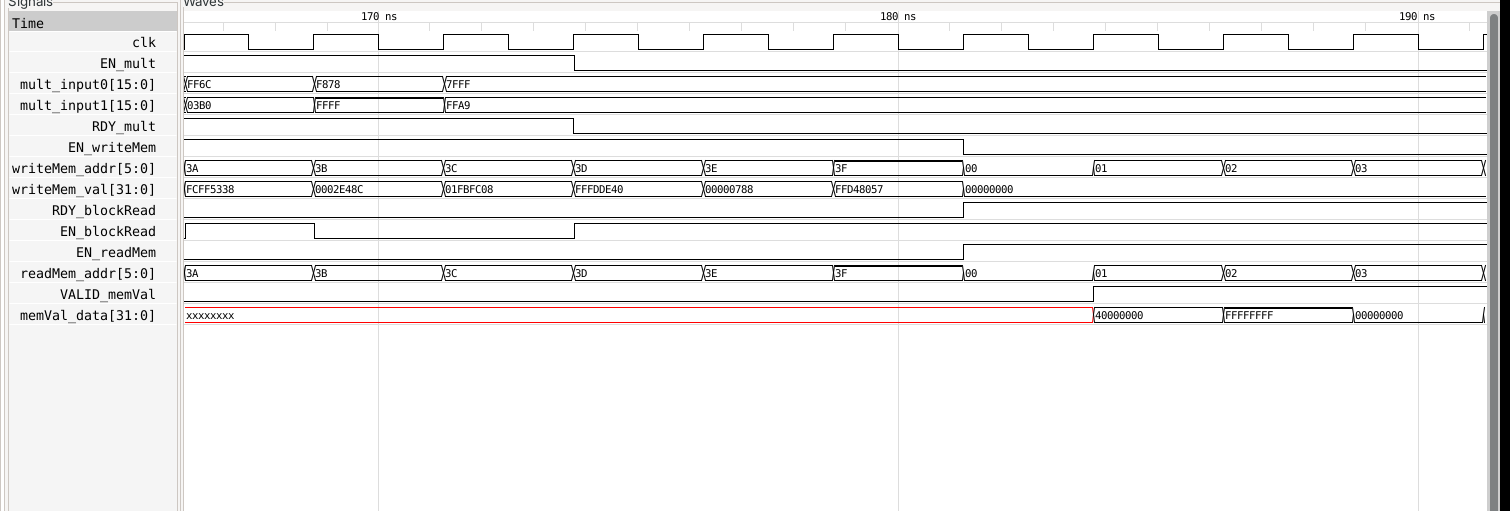 Signals Waves
Time 170 ns 180 ns 190 ns
clk
EN_mult
mult_input0[15:0] FF6C F878 7FFF
mult_input1[15:0] 03B0 FFFF FFA9
RDY_mult
EN_writeMem
writeMem_addr[5:0] 3A 3B 3C 3D 3E 3F 00 01 02 03
writeMem_val[31:0] FCFF5338 0002E48C 01FBFC08 FFFDDE40 00000788 FFD48057 00000000
RDY_blockRead
EN_blockRead
EN_readMem
readMem_addr[5:0] 3A 3B 3C 3D 3E 3F 00 01 02 03
VALID_memVal
memVal_data[31:0] xxxxxxxx 40000000 FFFFFFFF 00000000